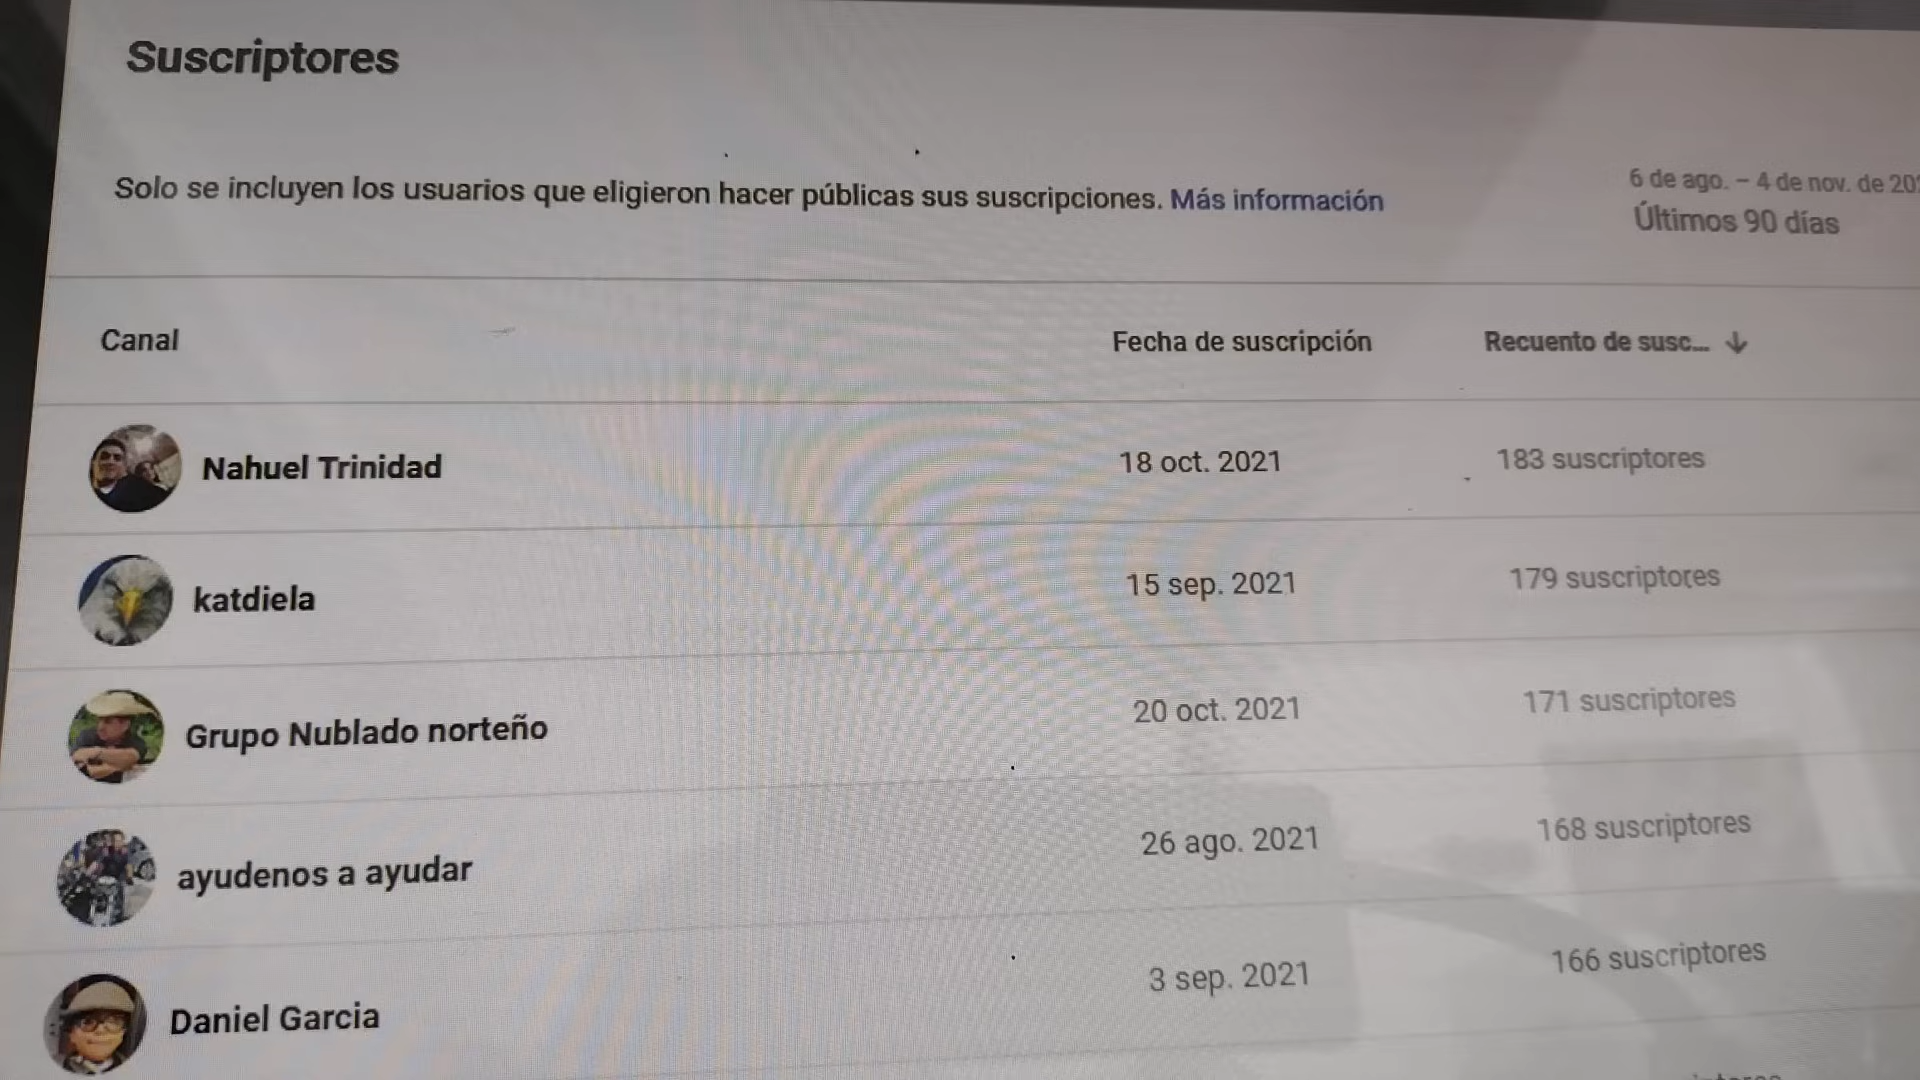 Suscriptores
Solo se incluyen los usuarios que eligieron hacer públicas sus suscripciones. Más información
6 de ago. – 4 de nov. de
Últimos 90 días
Canal Fecha de suscripción Recuento de susc...
Nahuel Trinidad 18 oct. 2021 183 suscriptores
katdiela 15 sep. 2021 179 suscriptores
Grupo Nublado norteño 20 oct. 2021 171 suscriptores
ayudenos a ayudar 26 ago. 2021 168 suscriptores
Daniel Garcia 3 sep. 2021 166 suscriptores